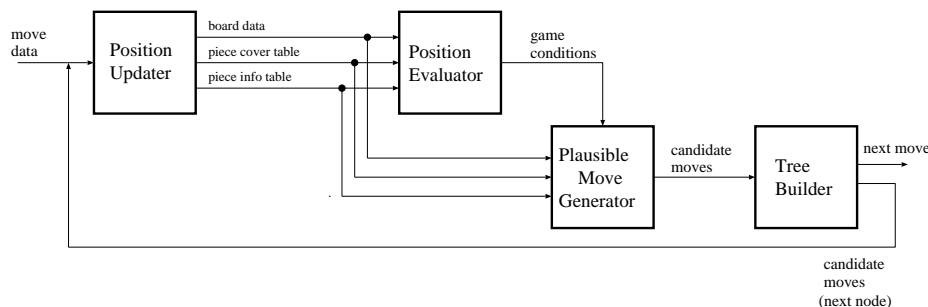 move
data
Position
Updater
board data
piece cover table
piece info table
Position
Evaluator
game
conditions
Plausible
Move
Generator
candidate
moves
Tree
Builder
next move
candidate
moves
(next node)